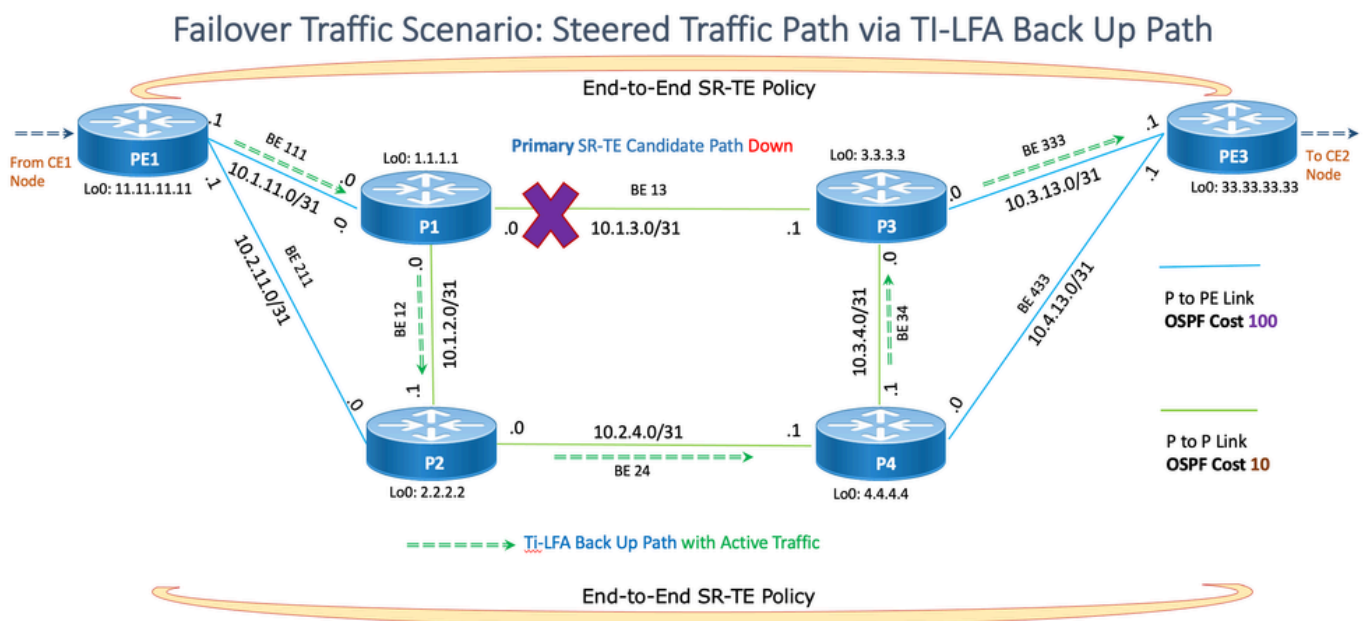 Failover Traffic Scenario: Steered Traffic Path via TI-LFA Back Up Path
End-to-End SR-TE Policy
From CE1
Node
PE1
Lo0: 11.11.11.11
.1
.1
BE 111
10.1.11.0/31
.0
.0
BE 211
10.2.11.0/31
.0
Lo0: 1.1.1.1
P1
Primary SR-TE Candidate Path Down
BE 13
.0
10.1.3.0/31
.1
Lo0: 3.3.3.3
P3
.0
BE 333
10.3.13.0/31
.1
.1
PE3
Lo0: 33.33.33.33
To CE2
Node
.0
BE 12
10.1.2.0/31
.1
.0
10.3.4.0/31
BE 34
.1
BE 433
10.4.13.0/31
.0
P to PE Link
OSPF Cost 100
P2
Lo0: 2.2.2.2
.0
10.2.4.0/31
.1
BE 24
P4
Lo0: 4.4.4.4
P to P Link
OSPF Cost 10
Ti-LFA Back Up Path with Active Traffic
End-to-End SR-TE Policy